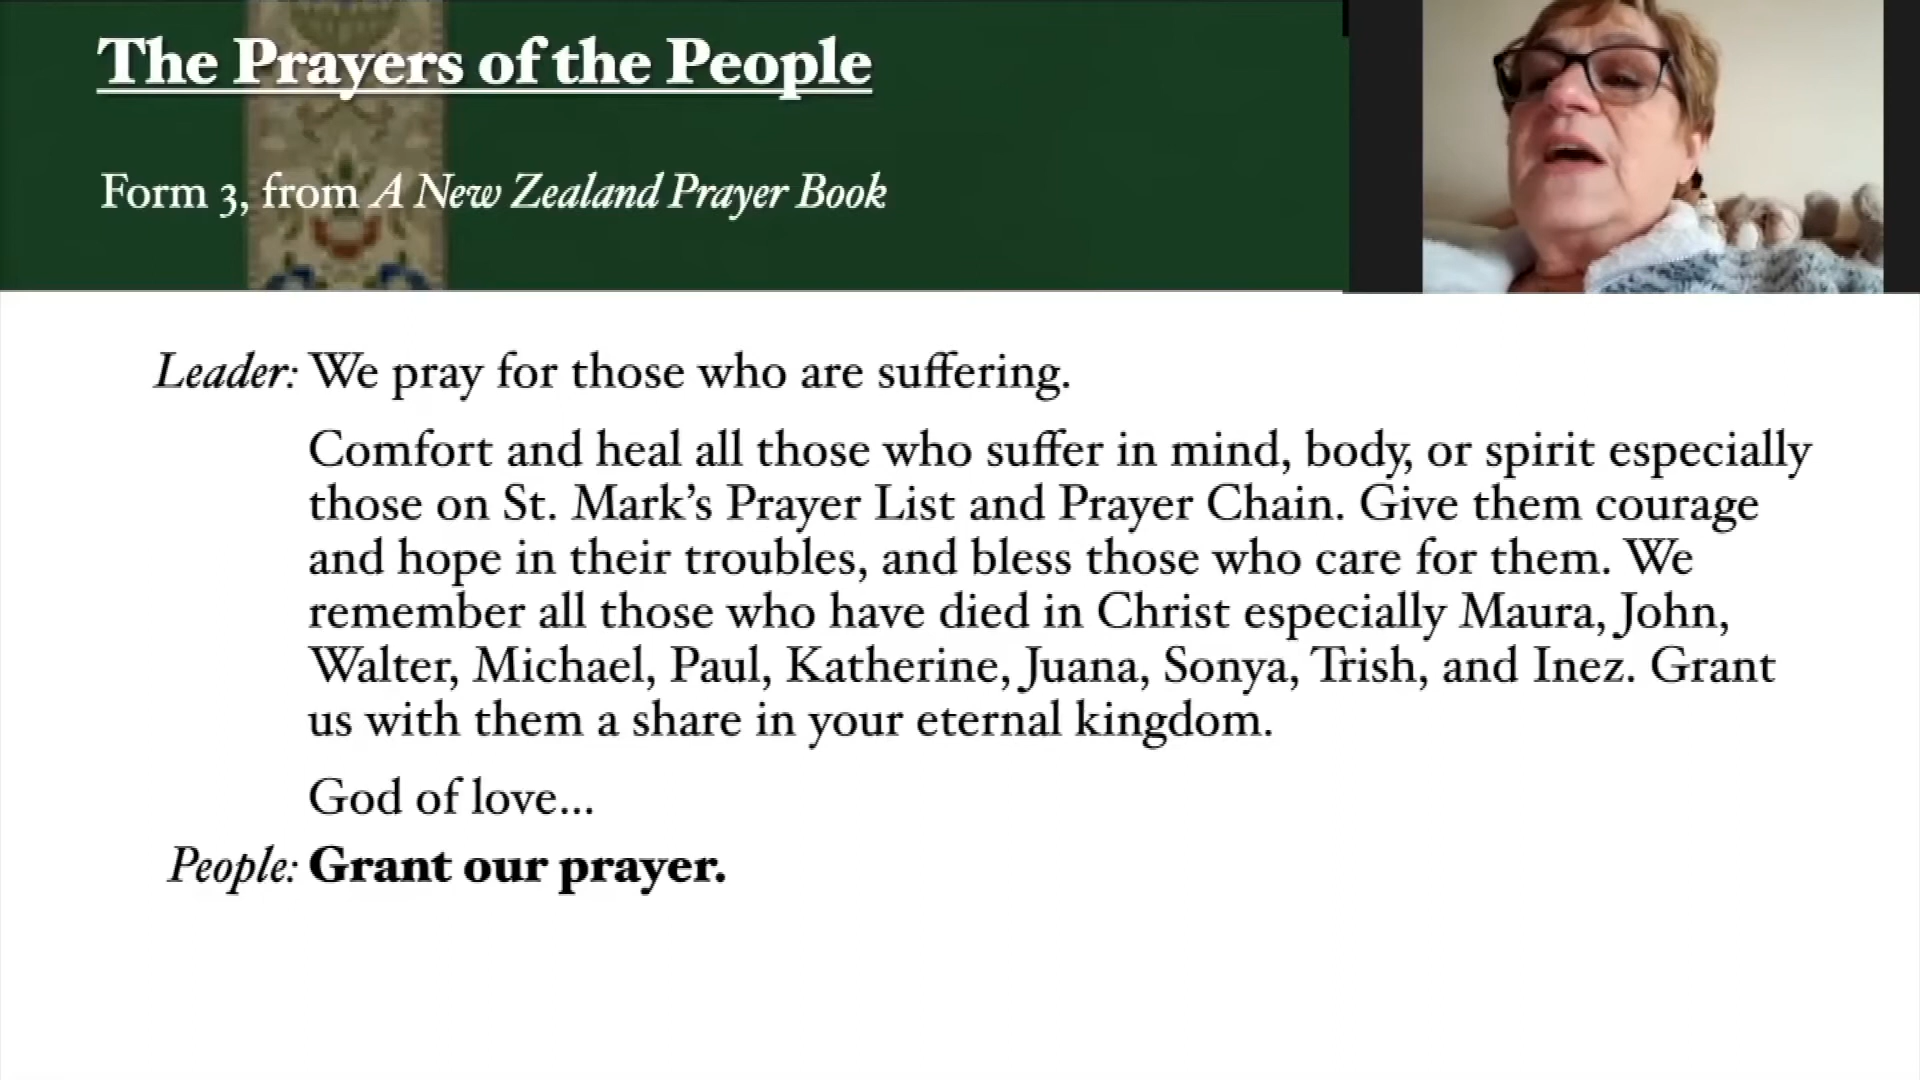 The Prayers of the People
Form 3, from A New Zealand Prayer Book
Leader: We pray for those who are suffering.
Comfort and heal all those who suffer in mind, body, or spirit especially
those on St. Mark’s Prayer List and Prayer Chain. Give them courage
and hope in their troubles, and bless those who care for them. We
remember all those who have died in Christ especially Maura, John,
Walter, Michael, Paul, Katherine, Juana, Sonya, Trish, and Inez. Grant
us with them a share in your eternal kingdom.
God of love...
People: Grant our prayer.